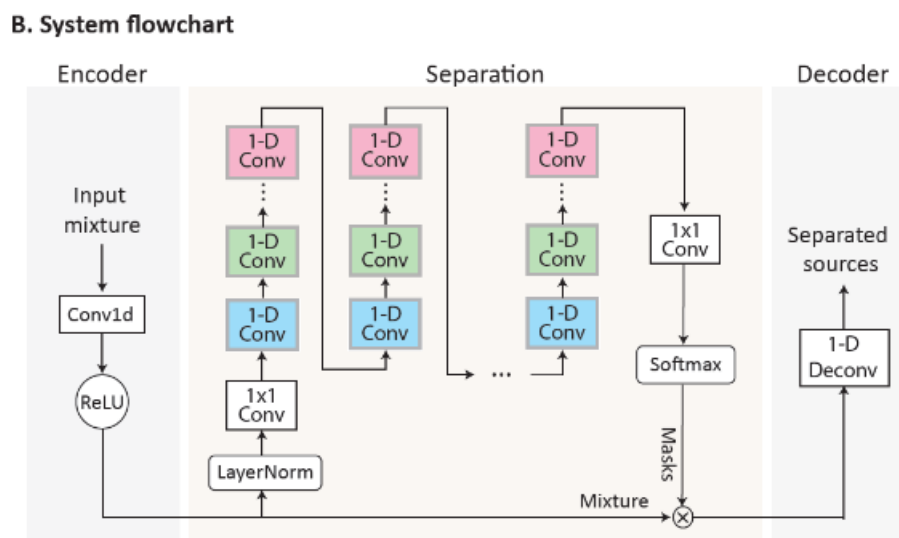 B. System flowchart
Encoder
Separation
Decoder
Input
mixture
Conv1d
ReLU
1-D
Conv
1-D
Conv
1-D
Conv
1x1
Conv
LayerNorm
1-D
Conv
1-D
Conv
1-D
Conv
...
1-D
Conv
1-D
Conv
1-D
Conv
1x1
Conv
Softmax
Masks
Mixture
Separated
sources
1-D
Deconv